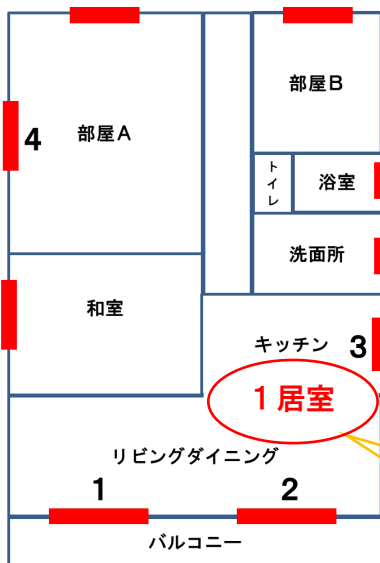 部屋B
4
部屋A
トイレ
浴室
洗面所
和室
キッチン
3
1居室
リビングダイニング
1
2
バルコニー